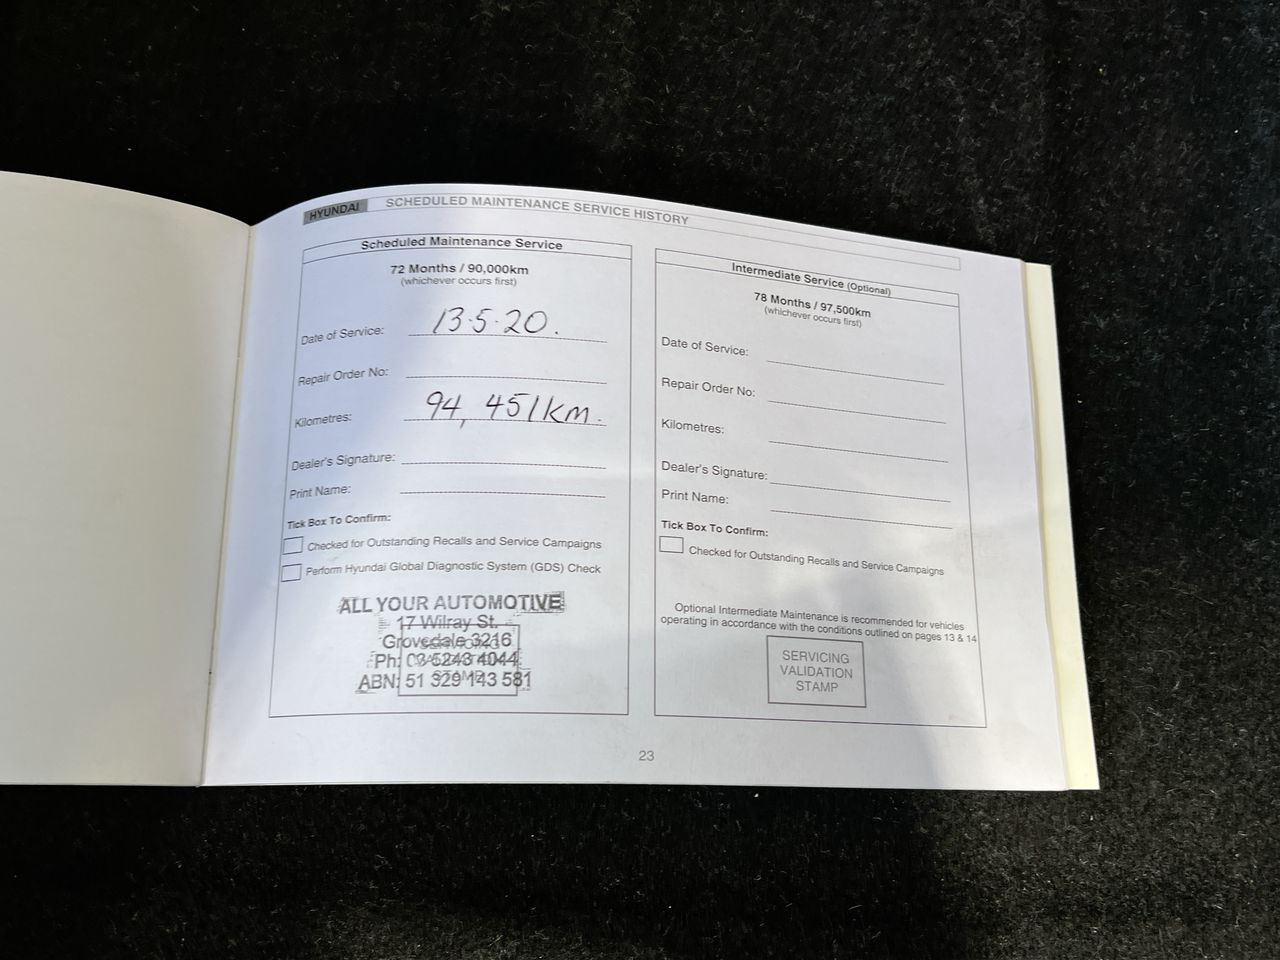 HYUNDAI SCHEDULED MAINTENANCE SERVICE HISTORY
Scheduled Maintenance Service
72 Months / 90,000km
(whichever occurs first)
Date of Service: 13.5.20.
Repair Order No:
Kilometres: 94,451km.
Dealer's Signature:
Print Name:
Tick Box To Confirm:
Checked for Outstanding Recalls and Service Campaigns
Perform Hyundai Global Diagnostic System (GDS) Check
ALL YOUR AUTOMOTIVE
17 Wilray St.
Grovedale 3216
Ph: 03 5243 4044
ABN: 51 329 143 581
Intermediate Service (Optional)
78 Months / 97,500km
(whichever occurs first)
Date of Service:
Repair Order No:
Kilometres:
Dealer's Signature:
Print Name:
Tick Box To Confirm:
Checked for Outstanding Recalls and Service Campaigns
Optional Intermediate Maintenance is recommended for vehicles
operating in accordance with the conditions outlined on pages 13 & 14
SERVICING
VALIDATION
STAMP
23